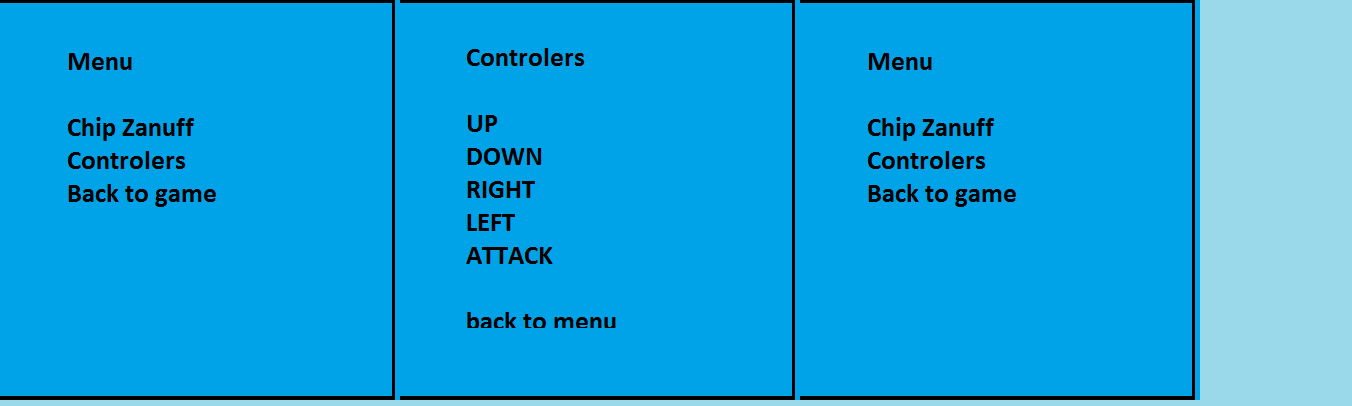 Menu
Chip Zanuff
Controlers
Back to game
Controlers
UP
DOWN
RIGHT
LEFT
ATTACK
back to menu
Menu
Chip Zanuff
Controlers
Back to game